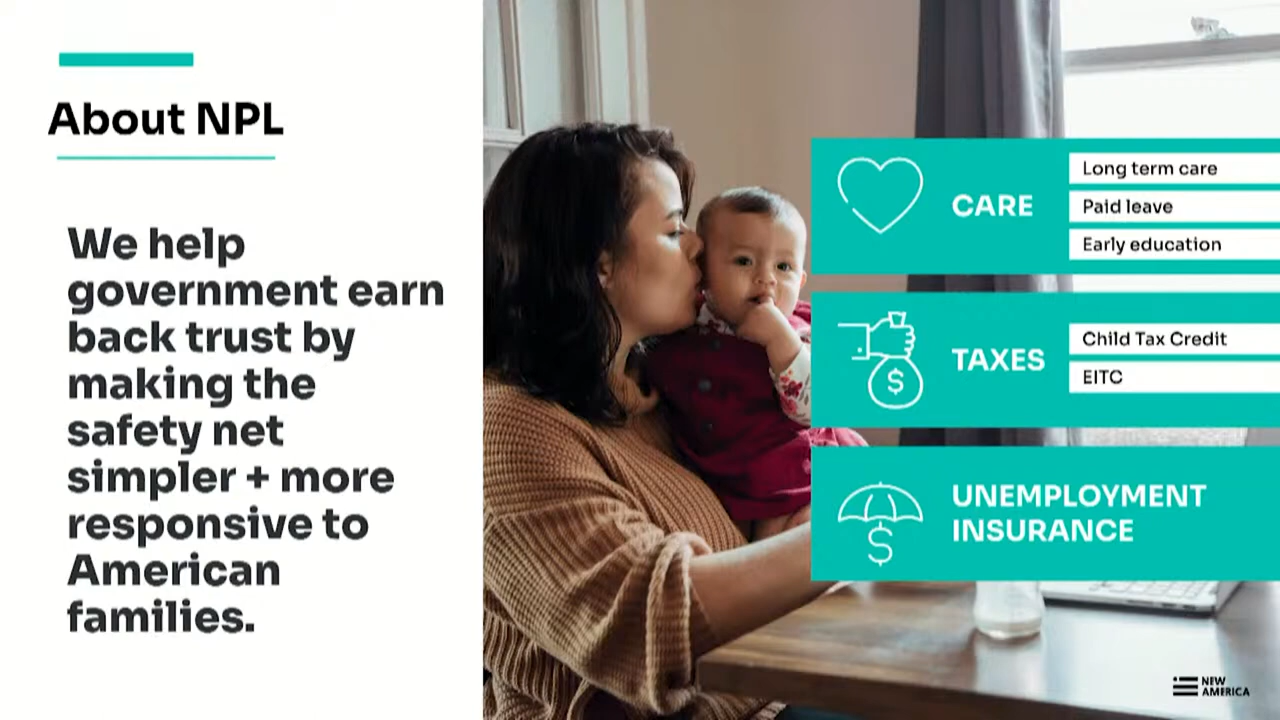 About NPL
We help
government earn
back trust by
making the
safety net
simpler + more
responsive to
American
families.
CARE
Long term care
Paid leave
Early education
TAXES
Child Tax Credit
EITC
UNEMPLOYMENT
INSURANCE
NEW
AMERICA